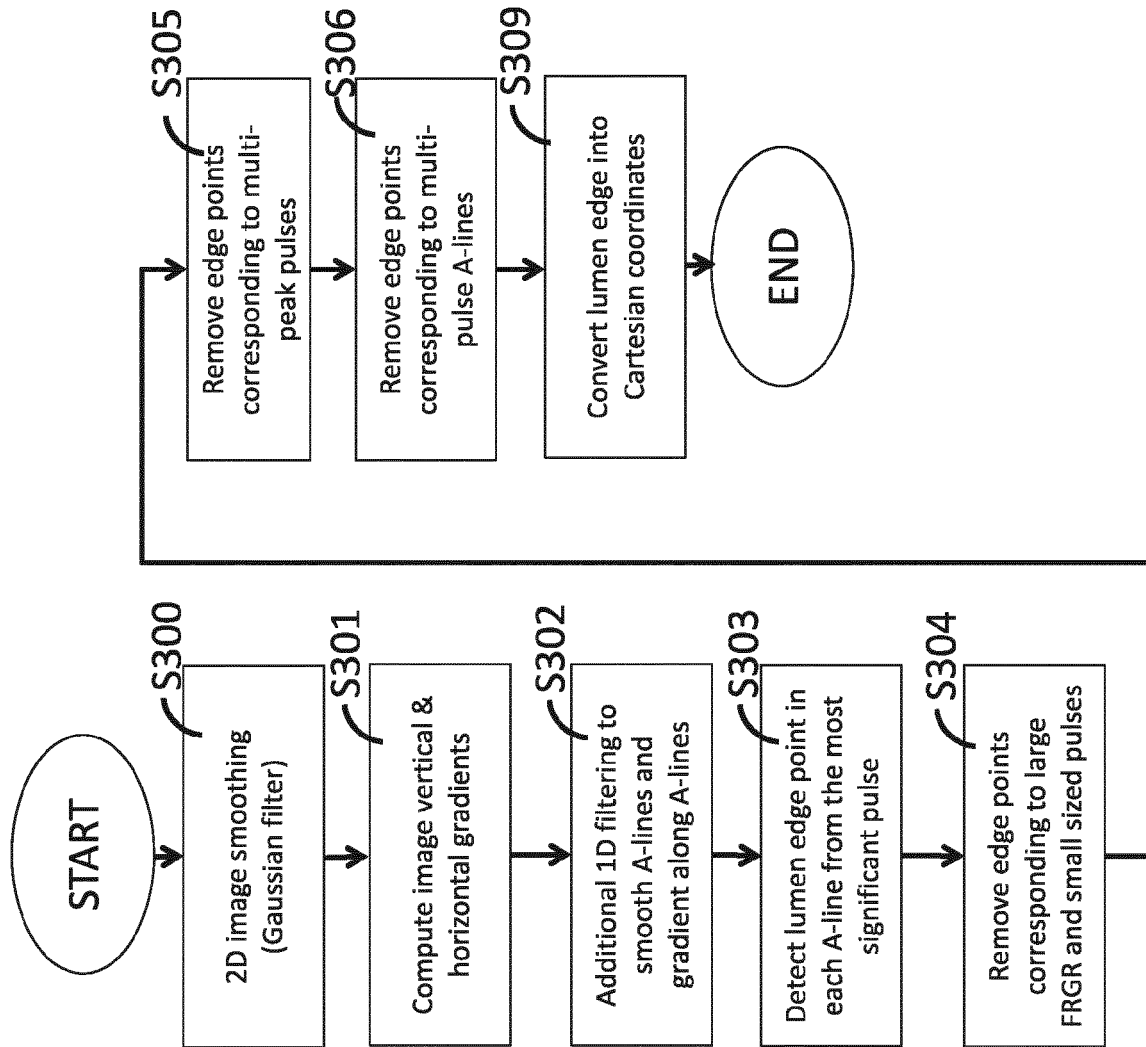 START
S300
2D image smoothing
(Gaussian filter)
S301
Compute image vertical &
horizontal gradients
S302
Additional 1D filtering to
smooth A-lines and
gradient along A-lines
S303
Detect lumen edge point in
each A-line from the most
significant pulse
S304
Remove edge points
corresponding to large
FRGR and small sized pulses
S305
Remove edge points
corresponding to multi-
peak pulses
S306
Remove edge points
corresponding to multi-
pulse A-lines
S309
Convert lumen edge into
Cartesian coordinates
END